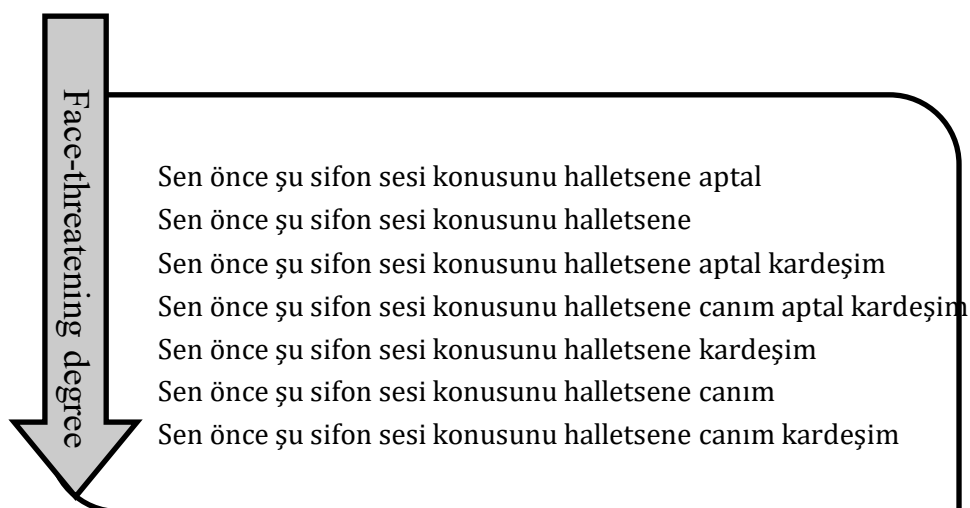 Face-threatening degree
Sen önce şu sifon sesi konusunu halletsene aptal
Sen önce şu sifon sesi konusunu halletsene
Sen önce şu sifon sesi konusunu halletsene aptal kardeşim
Sen önce şu sifon sesi konusunu halletsene canım aptal kardeşim
Sen önce şu sifon sesi konusunu halletsene kardeşim
Sen önce şu sifon sesi konusunu halletsene canım
Sen önce şu sifon sesi konusunu halletsene canım kardeşim